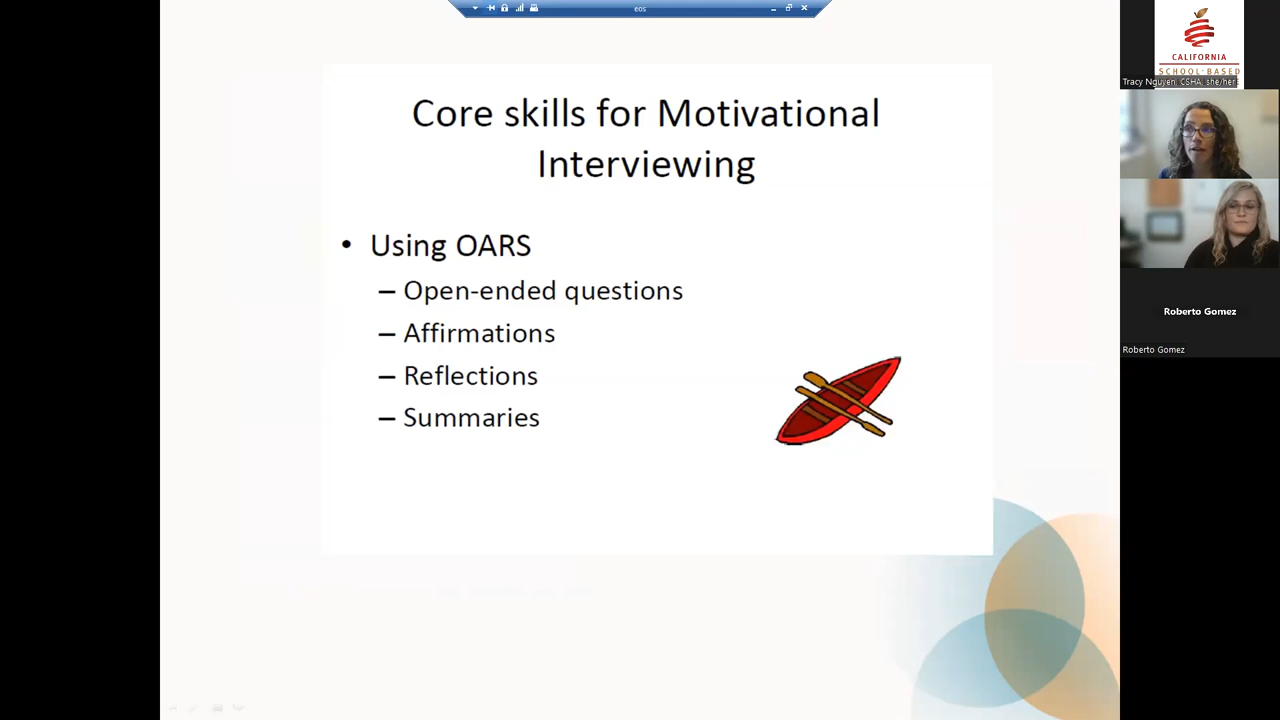 eos
Core skills for Motivational
Interviewing
• Using OARS
– Open-ended questions
– Affirmations
– Reflections
– Summaries
CALIFORNIA
SCHOOL-BASED
Tracy Nguyen, CSHA, she/her
Roberto Gomez
Roberto Gomez